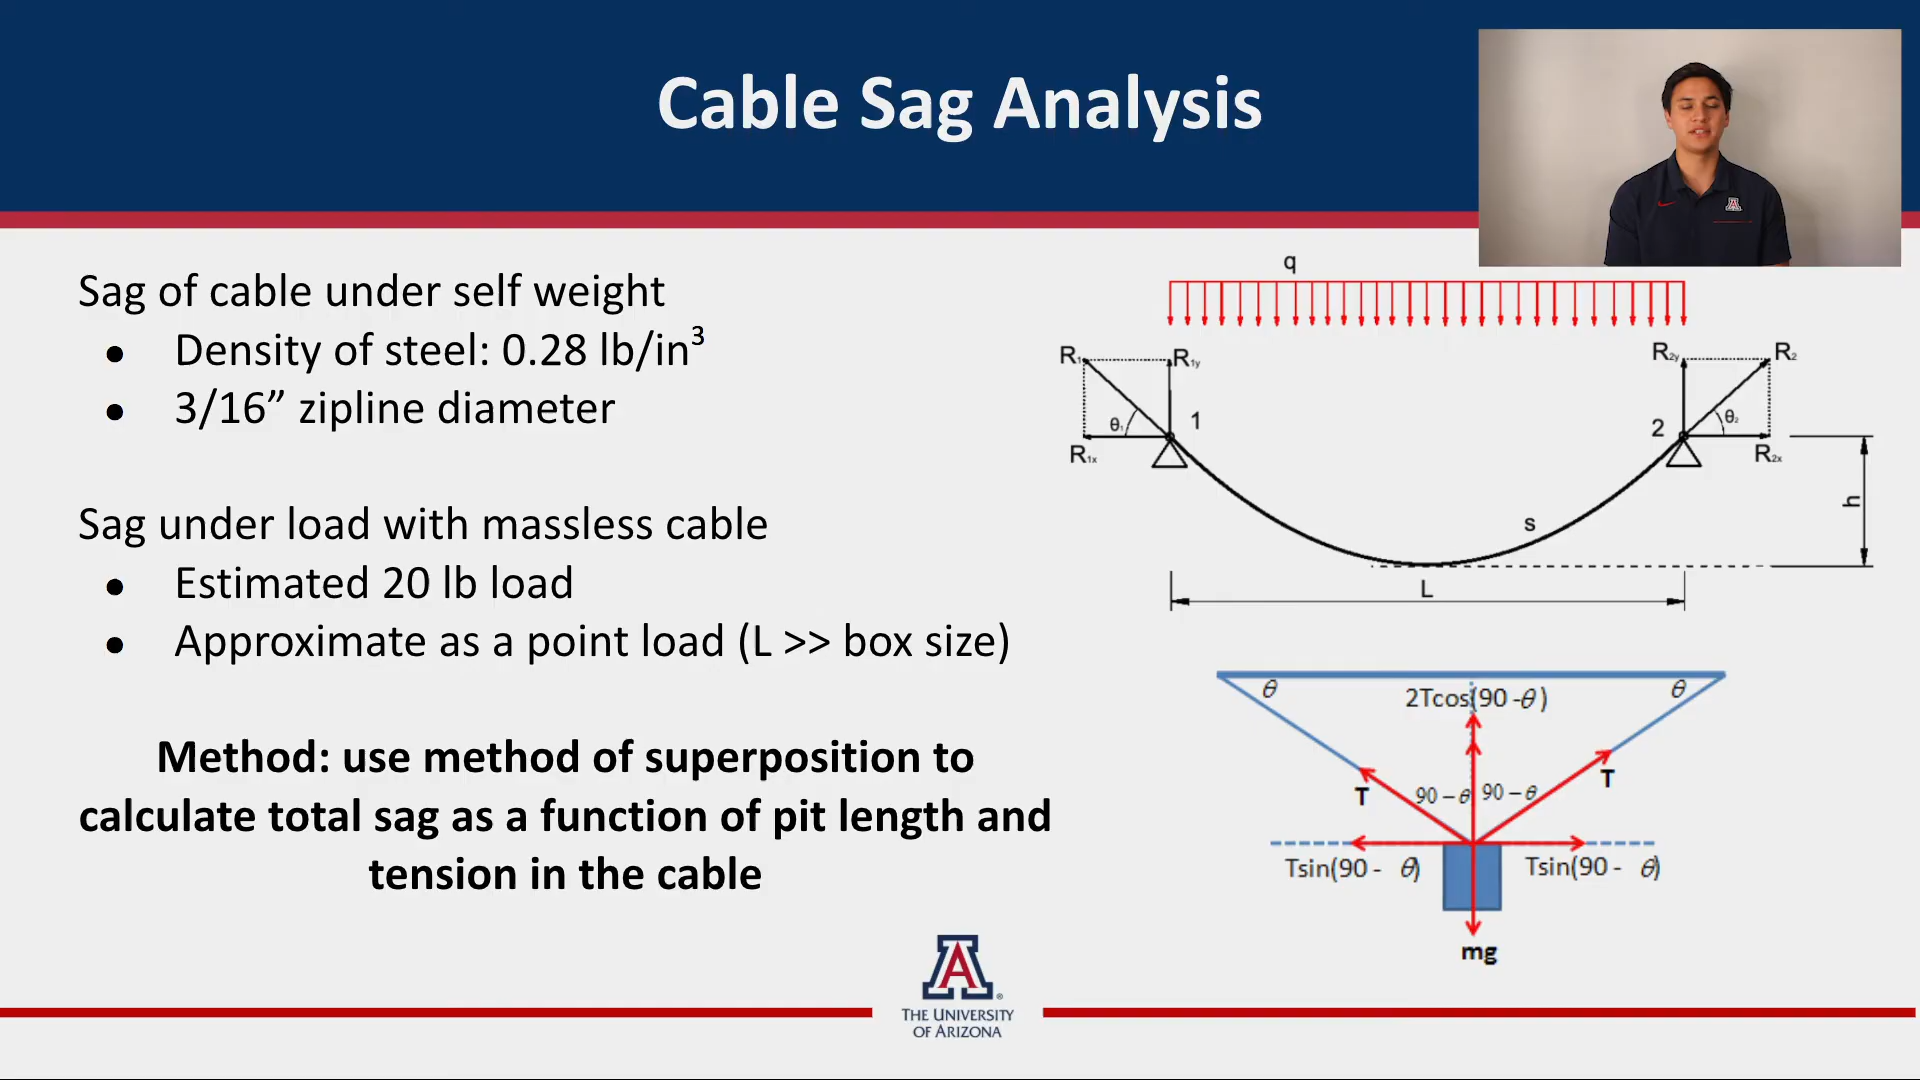 Cable Sag Analysis
Sag of cable under self weight
● Density of steel: 0.28 lb/in³
● 3/16” zipline diameter
Sag under load with massless cable
● Estimated 20 lb load
● Approximate as a point load (L >> box size)
Method: use method of superposition to
calculate total sag as a function of pit length and
tension in the cable
q
R₁ R₁y R₂y R₂
θ₁ 1 2 θ₂
R₁x R₂x
s h
L
θ θ
2Tcos(90 -θ )
T T
90 – θ 90 – θ
Tsin(90 - θ) Tsin(90 - θ)
mg
A
A®
THE UNIVERSITY
OF ARIZONA